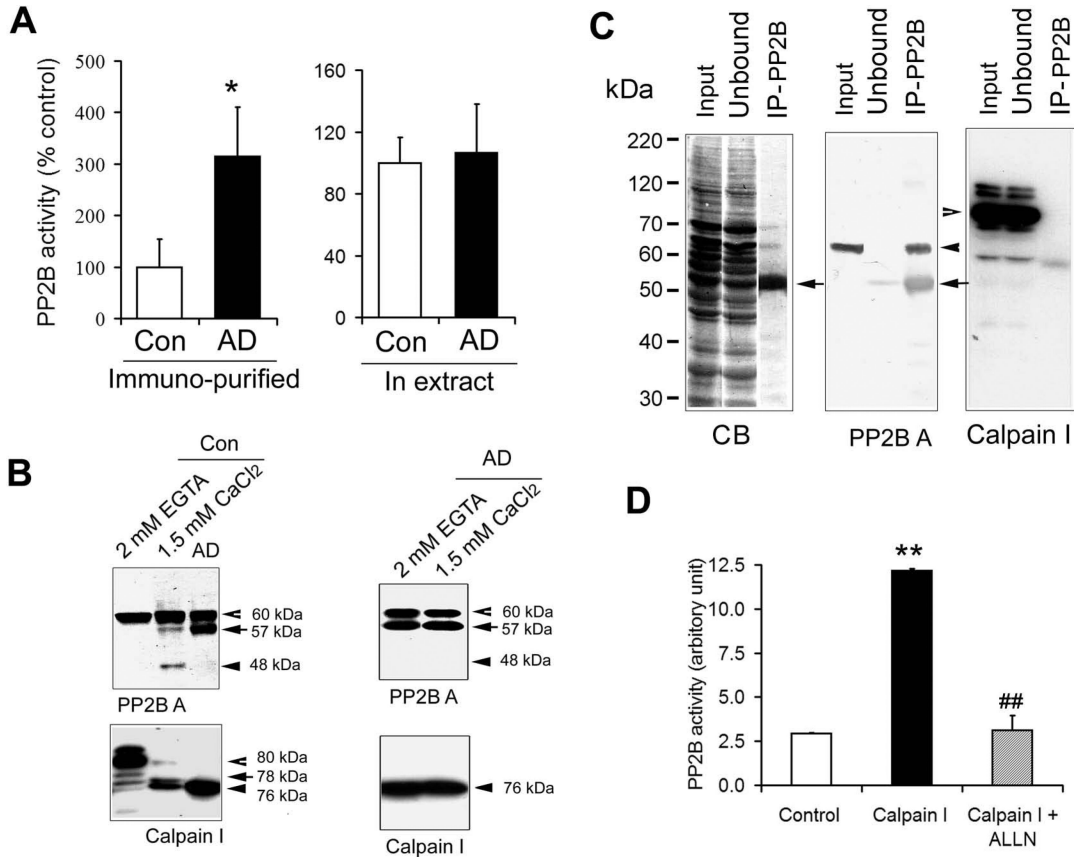 A
PP2B activity (% control)
500
400
300
200
100
0
*
Con AD
Immuno-purified
160
120
80
40
0
Con AD
In extract
B
Con
2 mM EGTA
1.5 mM CaCl2
AD
60 kDa
57 kDa
48 kDa
PP2B A
80 kDa
78 kDa
76 kDa
Calpain I
AD
2 mM EGTA
1.5 mM CaCl2
60 kDa
57 kDa
48 kDa
PP2B A
76 kDa
Calpain I
C
kDa
Input
Unbound
IP-PP2B
Input
Unbound
IP-PP2B
Input
Unbound
IP-PP2B
220
120
70
60
50
40
30
CB
PP2B A
Calpain I
D
PP2B activity (arbitory unit)
12.5
10.0
7.5
5.0
2.5
0.0
**
##
Control
Calpain I
Calpain I +
ALLN